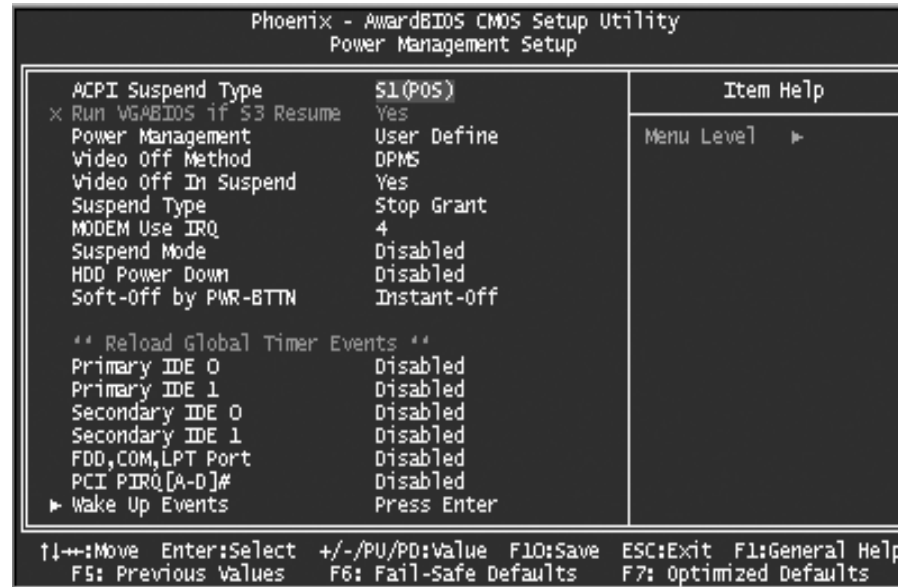 Phoenix - AwardBIOS CMOS Setup Utility
Power Management Setup
ACPI Suspend Type S1(POS)
x Run VGABIOS if S3 Resume Yes
Power Management User Define
Video Off Method DPMS
Video Off In Suspend Yes
Suspend Type Stop Grant
MODEM Use IRQ 4
Suspend Mode Disabled
HDD Power Down Disabled
Soft-Off by PWR-BTTN Instant-Off
‘‘ Reload Global Timer Events ‘‘
Primary IDE 0 Disabled
Primary IDE 1 Disabled
Secondary IDE 0 Disabled
Secondary IDE 1 Disabled
FDD,COM,LPT Port Disabled
PCI PIRQ[A-D]# Disabled
► Wake Up Events Press Enter
Item Help
Menu Level ►
↑↓→←:Move Enter:Select +/-/PU/PD:Value F10:Save ESC:Exit F1:General Help
F5: Previous Values F6: Fail-Safe Defaults F7: Optimized Defaults